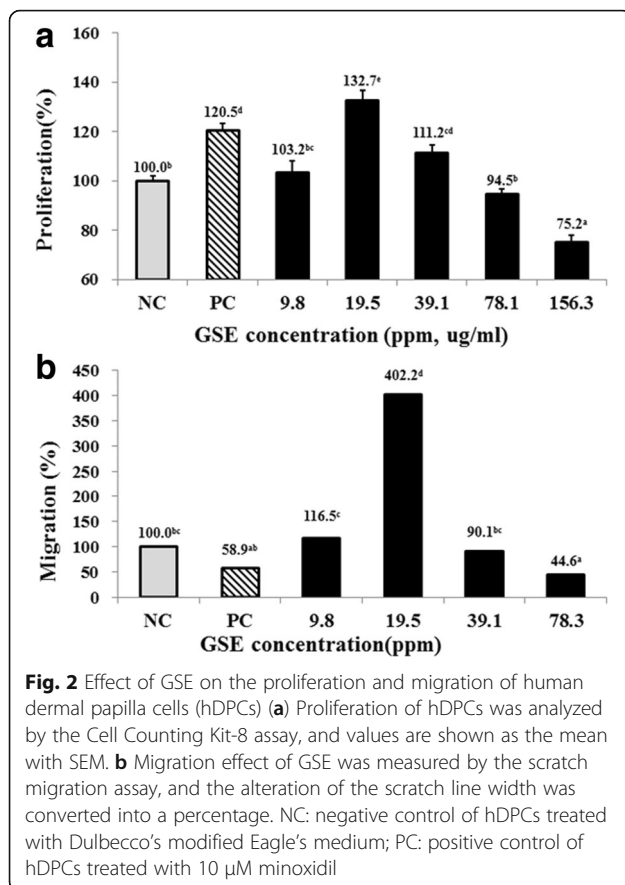 a
160
140
120
100
80
60
Proliferation(%)
100.0ᵇ
120.5ᵈ
103.2ᵇᶜ
132.7ᵉ
111.2ᶜᵈ
94.5ᵇ
75.2ᵃ
NC PC 9.8 19.5 39.1 78.1 156.3
GSE concentration (ppm, ug/ml)
b
450
400
350
300
250
200
150
100
50
0
Migration (%)
100.0ᵇᶜ
58.9ᵃᵇ
116.5ᶜ
402.2ᵈ
90.1ᵇᶜ
44.6ᵃ
NC PC 9.8 19.5 39.1 78.3
GSE concentration(ppm)
Fig. 2 Effect of GSE on the proliferation and migration of human
dermal papilla cells (hDPCs) (a) Proliferation of hDPCs was analyzed
by the Cell Counting Kit-8 assay, and values are shown as the mean
with SEM. b Migration effect of GSE was measured by the scratch
migration assay, and the alteration of the scratch line width was
converted into a percentage. NC: negative control of hDPCs treated
with Dulbecco's modified Eagle's medium; PC: positive control of
hDPCs treated with 10 μM minoxidil